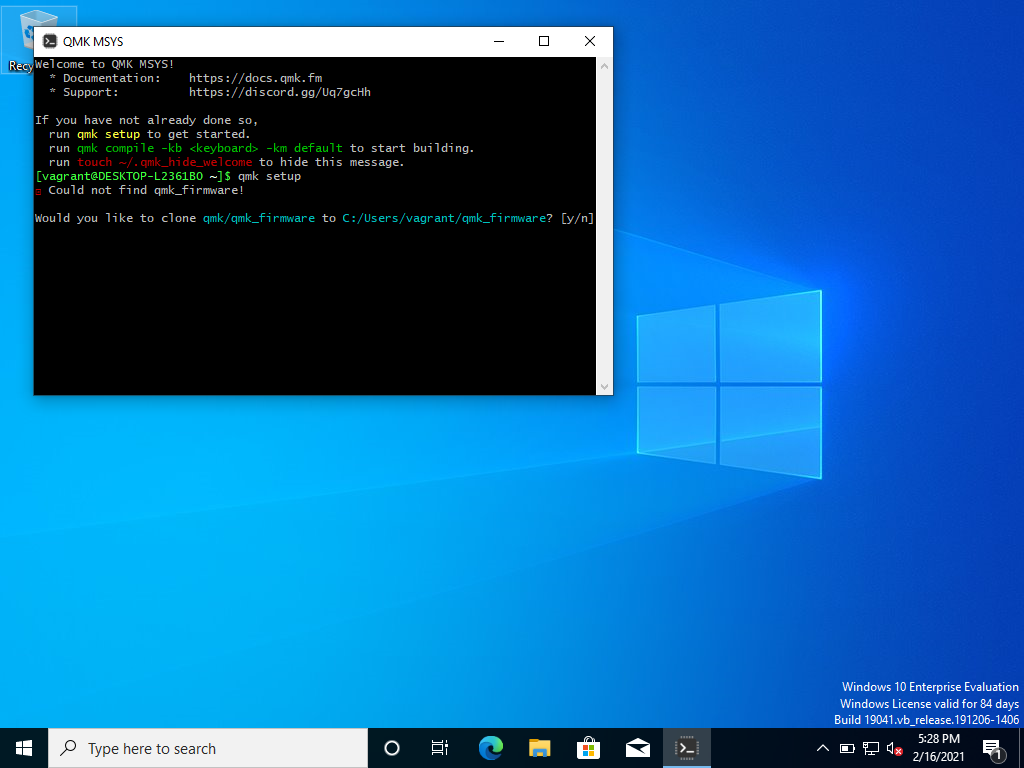 QMK MSYS
Welcome to QMK MSYS!
* Documentation: https://docs.qmk.fm
* Support: https://discord.gg/Uq7gcHh
If you have not already done so,
run qmk setup to get started.
run qmk compile -kb <keyboard> -km default to start building.
run touch ~/.qmk_hide_welcome to hide this message.
[vagrant@DESKTOP-L2361BO ~]$ qmk setup
Could not find qmk_firmware!
Would you like to clone qmk/qmk_firmware to C:/Users/vagrant/qmk_firmware? [y/n]
Recy
Windows 10 Enterprise Evaluation
Windows License valid for 84 days
Build 19041.vb_release.191206-1406
Type here to search
5:28 PM
2/16/2021
1